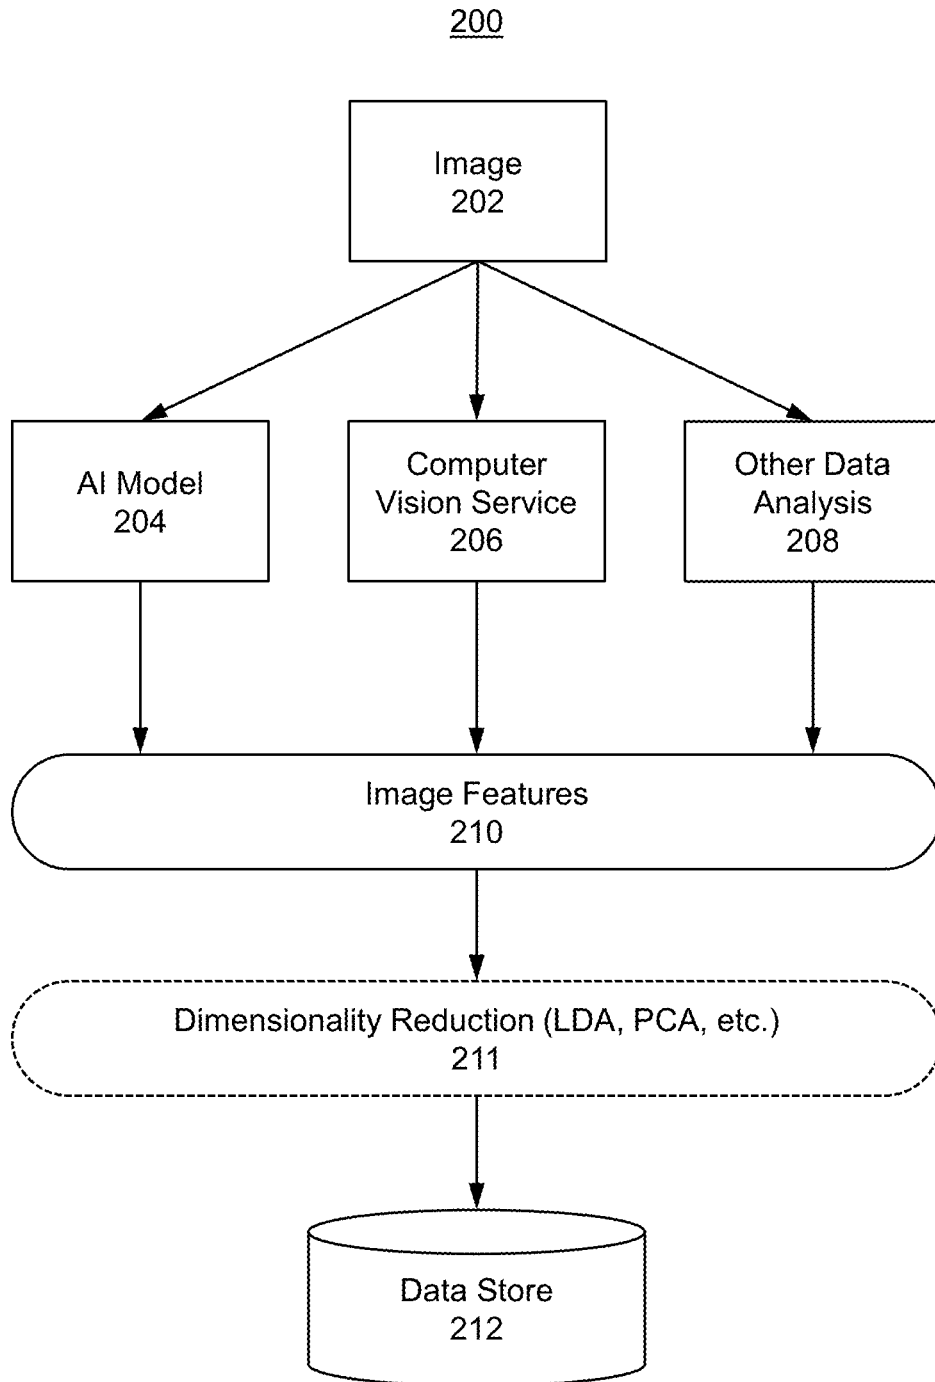 200
Image
202
AI Model
204
Computer
Vision Service
206
Other Data
Analysis
208
Image Features
210
Dimensionality Reduction (LDA, PCA, etc.)
211
Data Store
212